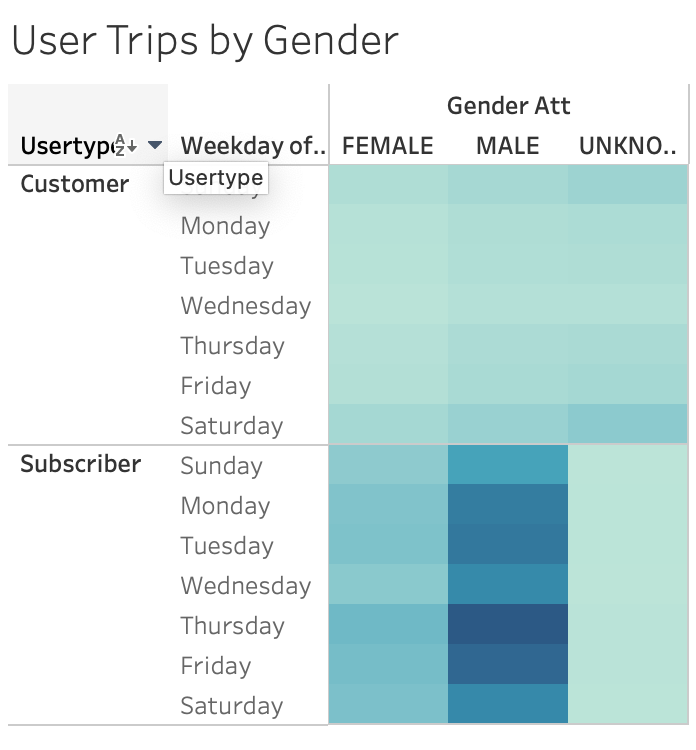 User Trips by Gender
Gender Att
Usertype Weekday of.. FEMALE MALE UNKNO..
Usertype
Customer
Monday
Tuesday
Wednesday
Thursday
Friday
Saturday
Subscriber Sunday
Monday
Tuesday
Wednesday
Thursday
Friday
Saturday